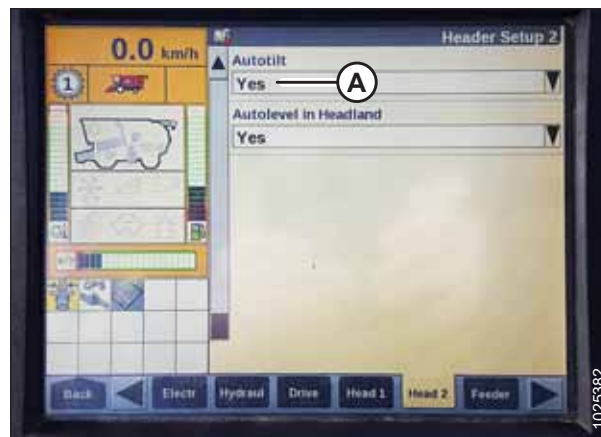 Header Setup 2
0.0 km/h
Autotilt
1
Yes
A
Autolevel in Headland
Yes
Back
Electr
Hydraul
Drive
Head 1
Head 2
Feeder
1025382